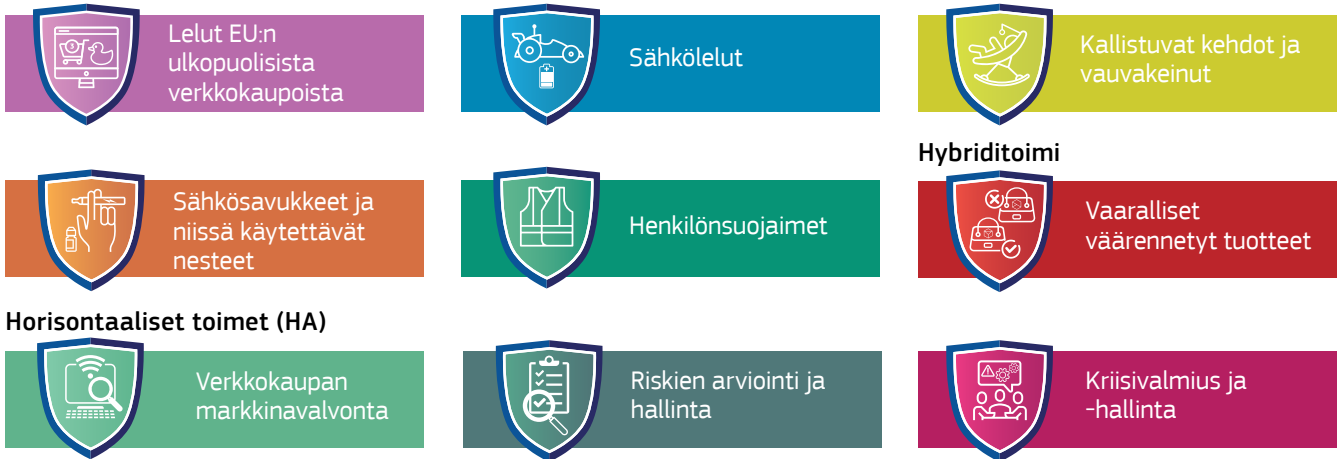 Lelut EU:n
ulkopuolisista
verkkokaupoista
Sähkölelut
Kallistuvat kehdot ja
vauvakeinut
Sähkösavukkeet ja
niissä käytettävät
nesteet
Henkilönsuojaimet
Hybriditoimi
Vaaralliset
väärennetyt tuotteet
Horisontaaliset toimet (HA)
Verkkokaupan
markkinavalvonta
Riskien arviointi ja
hallinta
Kriisivalmius ja
-hallinta